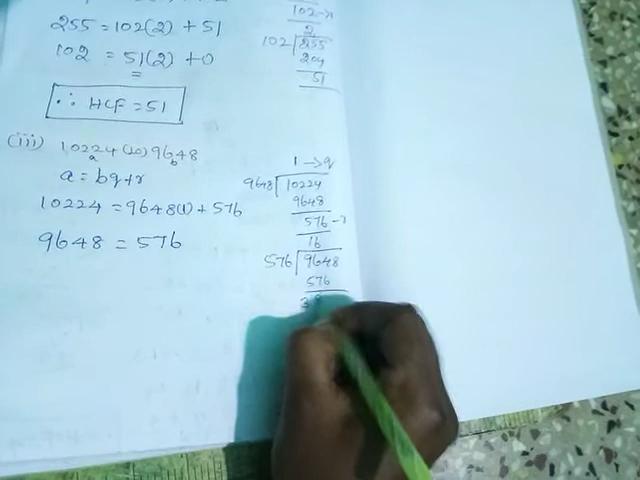 255 = 102(2) + 51
102 = 51(2) + 0
=
∴ HCF = 51
102 → r
2
102 255
204
51
(iii) 10224 (20) 9648
a b
a = bq + r
10224 = 9648(1) + 576
9648 = 576
1 → q
9648 10224
9648
576 → r
16
576 9648
576